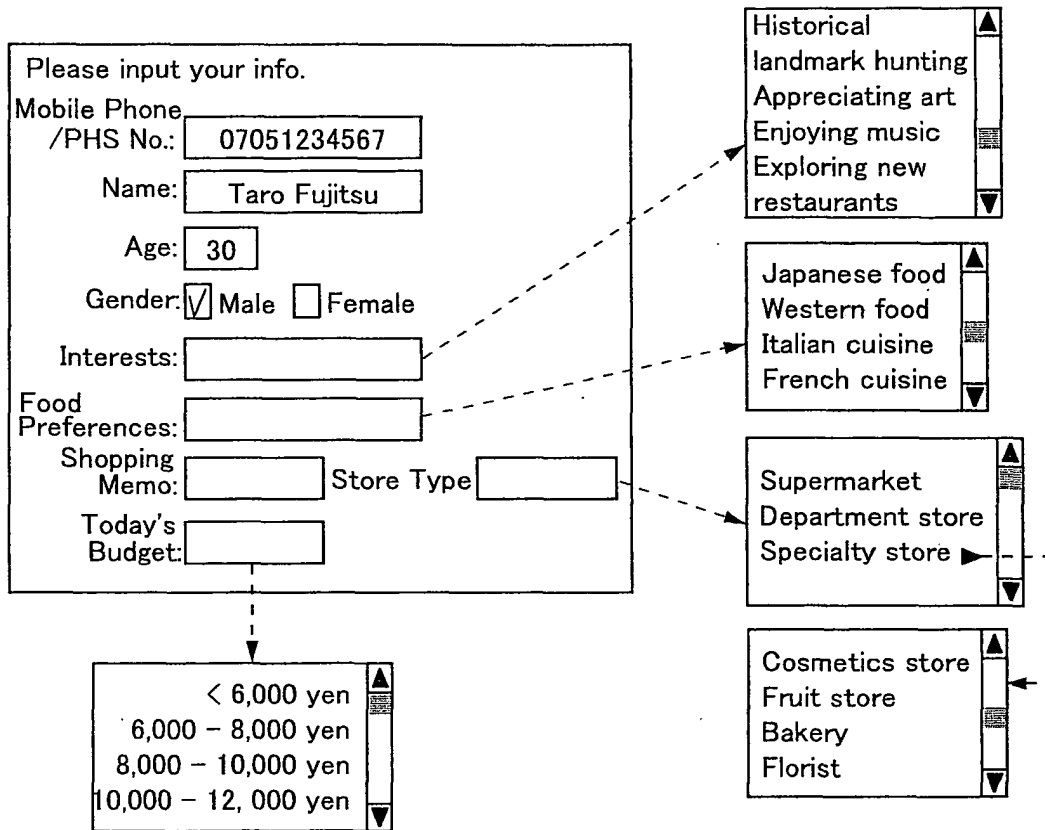 Please input your info.
Mobile Phone
/PHS No.: 07051234567
Name: Taro Fujitsu
Age: 30
Gender: Male Female
Interests:
Food
Preferences:
Shopping
Memo: Store Type
Today's
Budget:
< 6,000 yen
6,000 – 8,000 yen
8,000 – 10,000 yen
10,000 – 12, 000 yen
Historical
landmark hunting
Appreciating art
Enjoying music
Exploring new
restaurants
Japanese food
Western food
Italian cuisine
French cuisine
Supermarket
Department store
Specialty store
Cosmetics store
Fruit store
Bakery
Florist